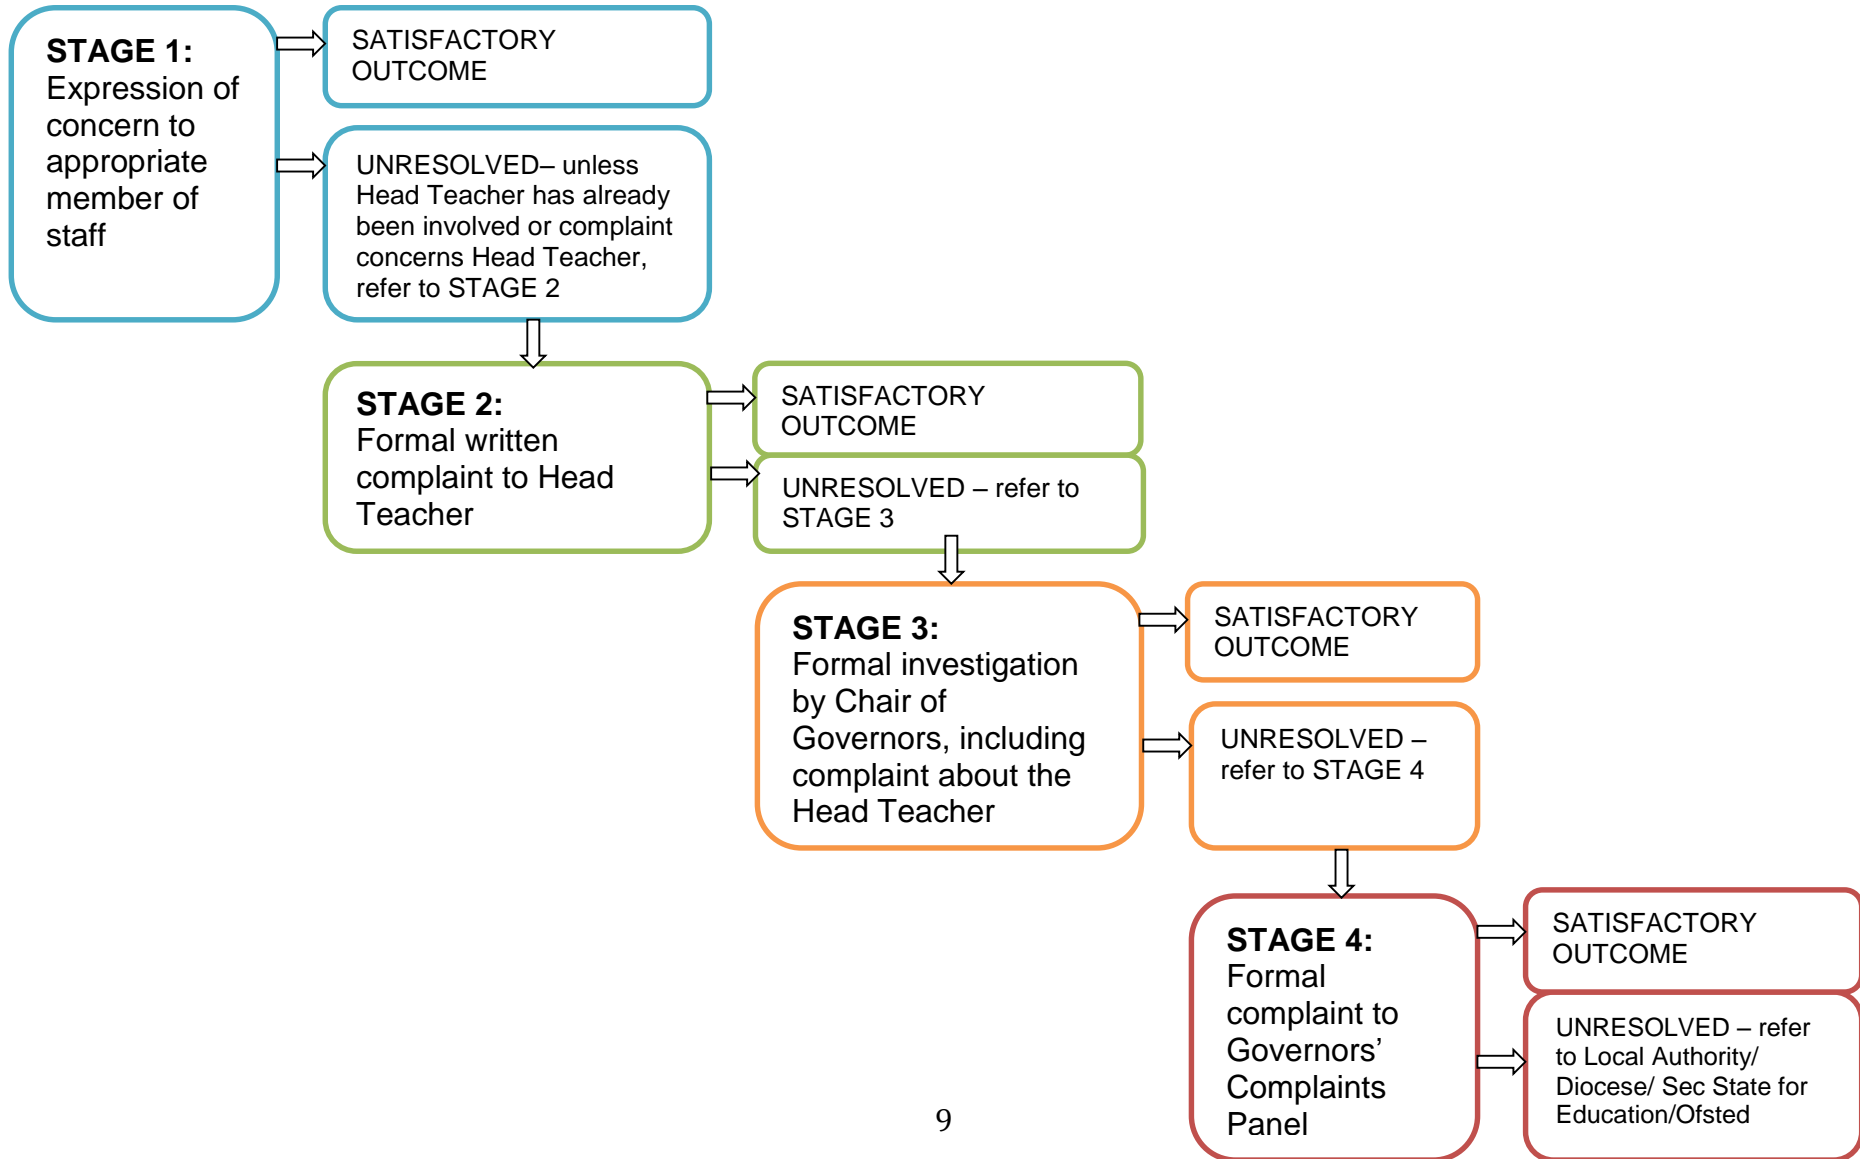 STAGE 1:
Expression of
concern to
appropriate
member of
staff
SATISFACTORY
OUTCOME
UNRESOLVED– unless
Head Teacher has already
been involved or complaint
concerns Head Teacher,
refer to STAGE 2
STAGE 2:
Formal written
complaint to Head
Teacher
SATISFACTORY
OUTCOME
UNRESOLVED – refer to
STAGE 3
STAGE 3:
Formal investigation
by Chair of
Governors, including
complaint about the
Head Teacher
SATISFACTORY
OUTCOME
UNRESOLVED –
refer to STAGE 4
STAGE 4:
Formal
complaint to
Governors’
Complaints
Panel
SATISFACTORY
OUTCOME
UNRESOLVED – refer
to Local Authority/
Diocese/ Sec State for
Education/Ofsted
9